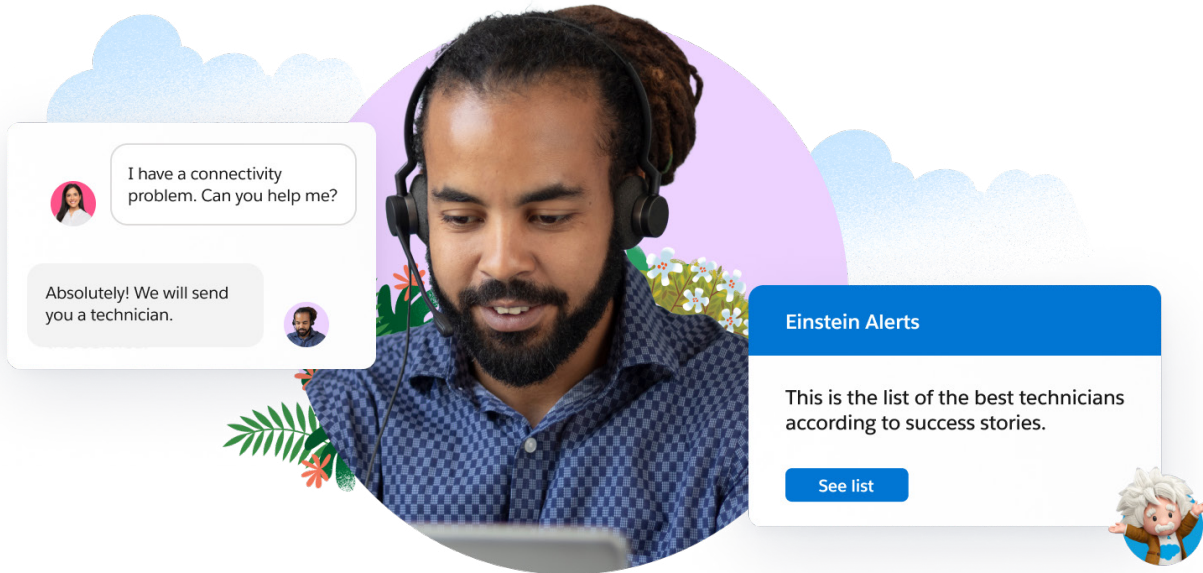 I have a connectivity
problem. Can you help me?
Absolutely! We will send
you a technician.
Einstein Alerts
This is the list of the best technicians
according to success stories.
See list